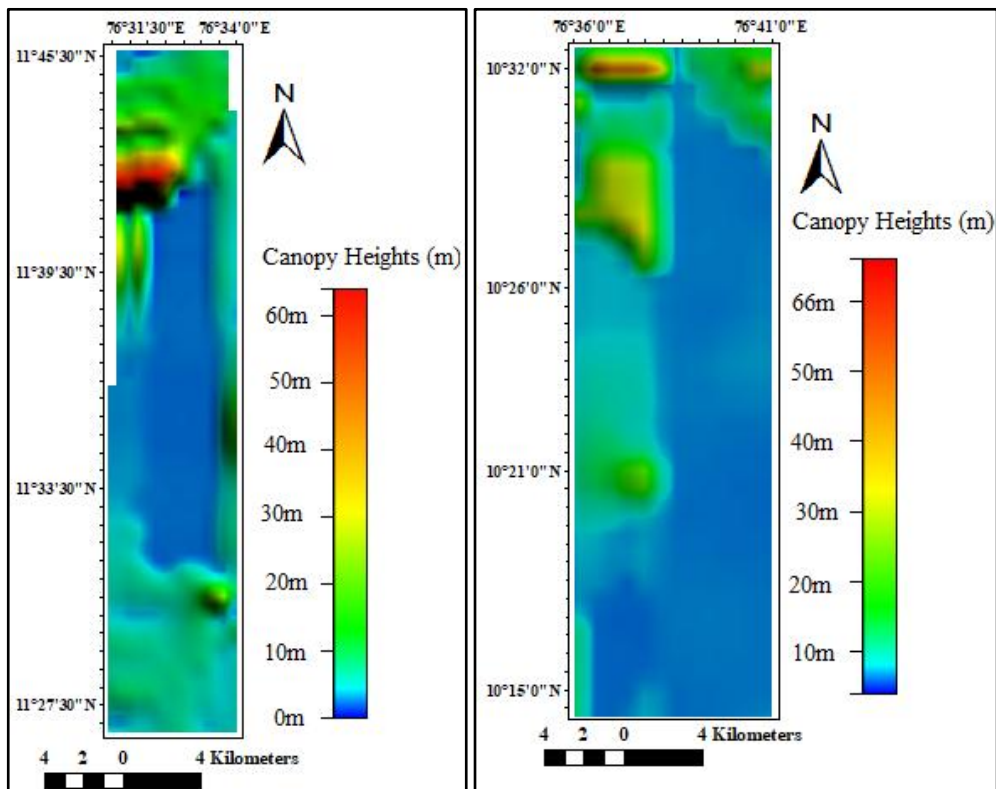 76°31'30"E 76°34'0"E
11°45'30"N
N
Canopy Heights (m)
11°39'30"N
60m
50m
40m
11°33'30"N
30m
20m
10m
11°27'30"N
0m
4 2 0 4 Kilometers
76°36'0"E 76°41'0"E
10°32'0"N
N
Canopy Heights (m)
10°26'0"N
66m
50m
40m
10°21'0"N
30m
20m
10m
10°15'0"N
4 2 0 4 Kilometers